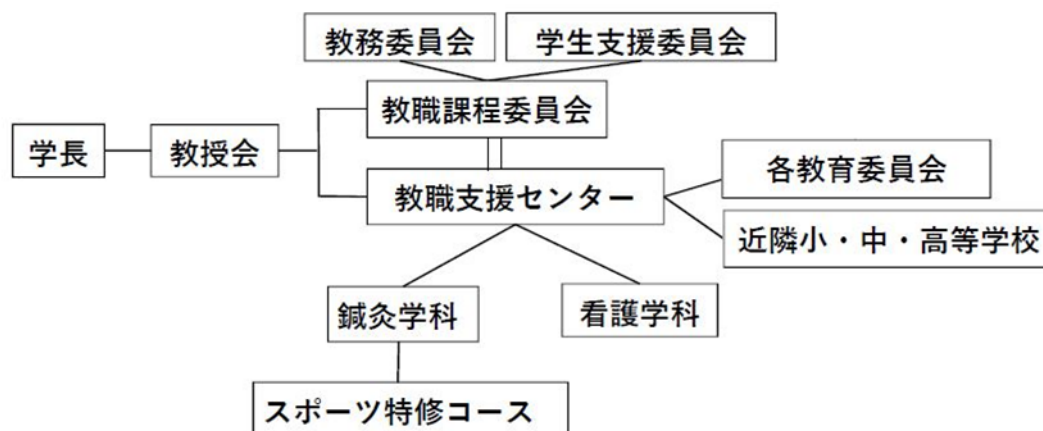 教務委員会
学生支援委員会
教職課程委員会
学長
教授会
教職支援センター
各教育委員会
近隣小・中・高等学校
鍼灸学科
看護学科
スポーツ特修コース